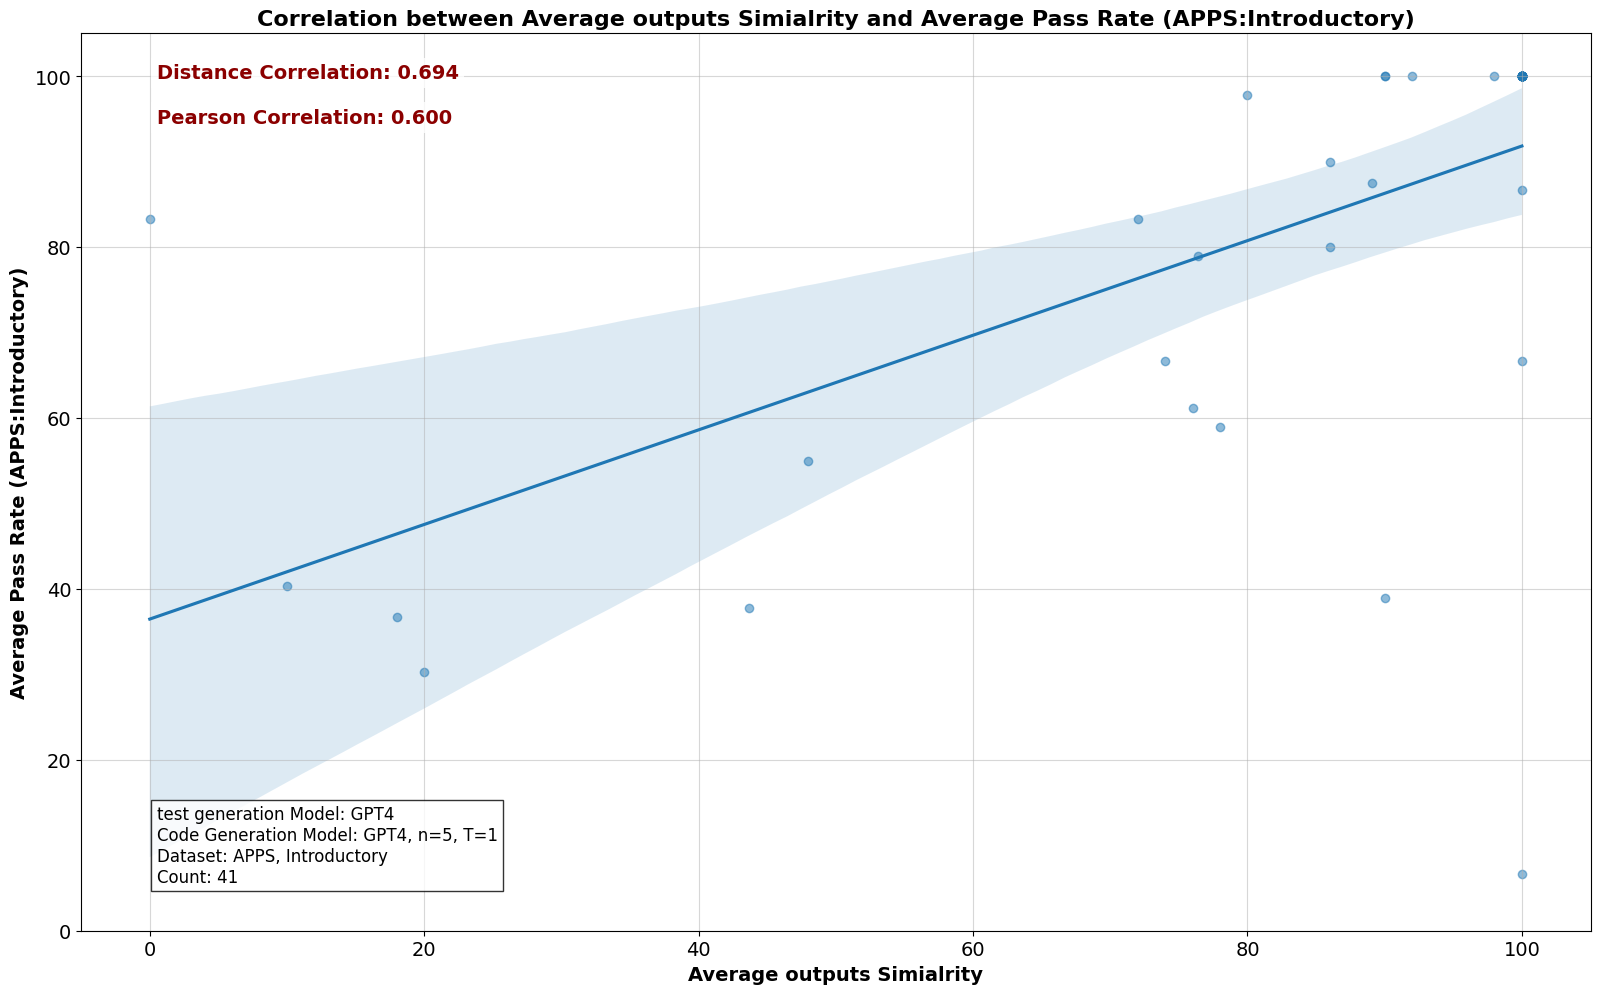 Correlation between Average outputs Simialrity and Average Pass Rate (APPS:Introductory)
Distance Correlation: 0.694
Pearson Correlation: 0.600
Average Pass Rate (APPS:Introductory)
100
80
60
40
20
0
test generation Model: GPT4
Code Generation Model: GPT4, n=5, T=1
Dataset: APPS, Introductory
Count: 41
0 20 40 60 80 100
Average outputs Simialrity